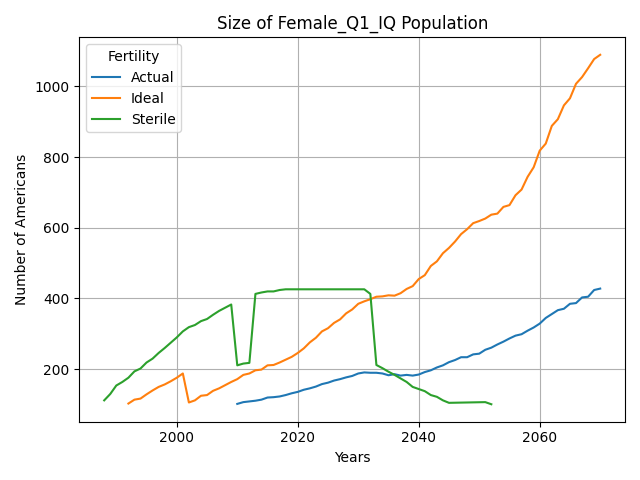 Size of Female_Q1_IQ Population
Fertility
Actual
Ideal
Sterile
Number of Americans
1000
800
600
400
200
2000
2020
2040
2060
Years